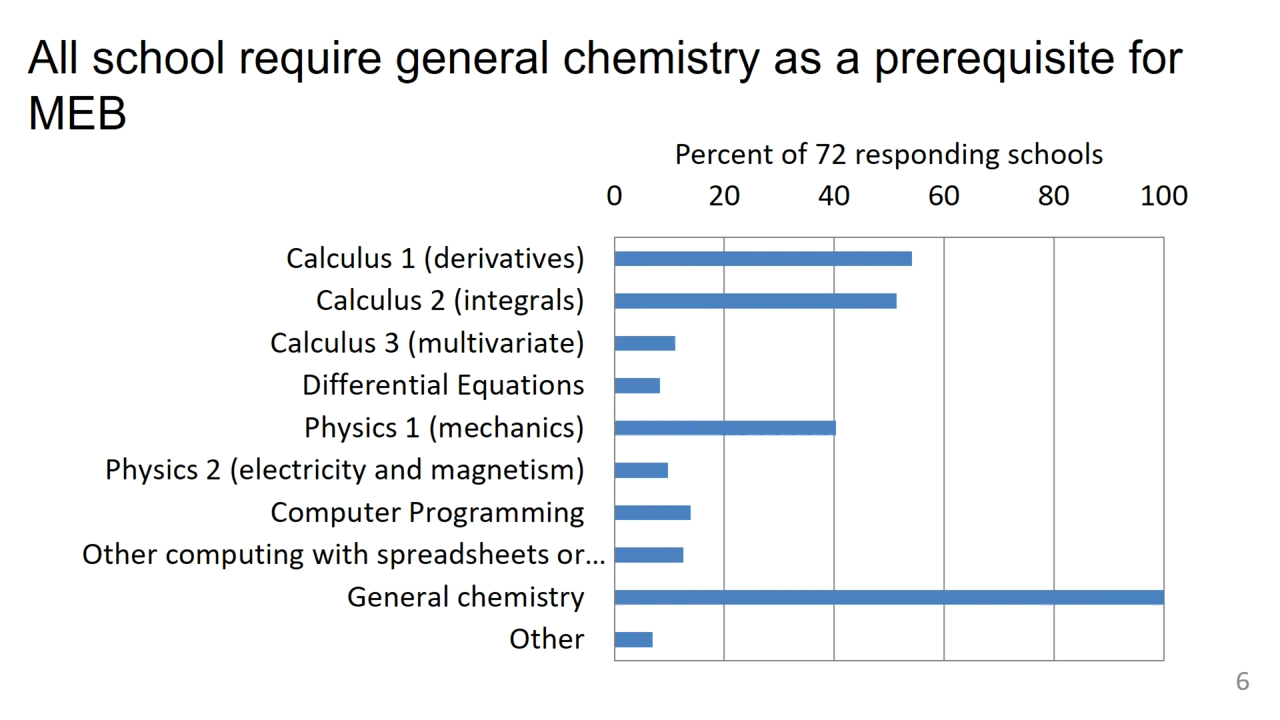 All school require general chemistry as a prerequisite for
MEB
Percent of 72 responding schools
0 20 40 60 80 100
Calculus 1 (derivatives)
Calculus 2 (integrals)
Calculus 3 (multivariate)
Differential Equations
Physics 1 (mechanics)
Physics 2 (electricity and magnetism)
Computer Programming
Other computing with spreadsheets or...
General chemistry
Other
6